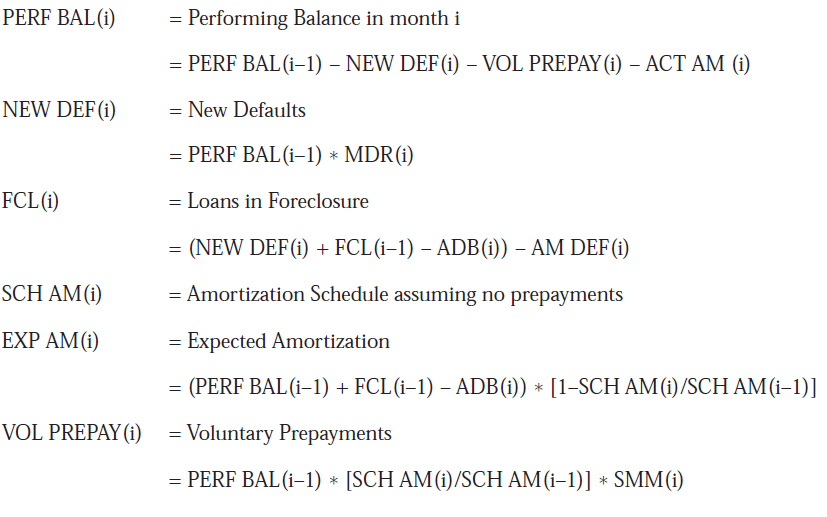 PERF BAL(i) = Performing Balance in month i
= PERF BAL(i–1) – NEW DEF(i) – VOL PREPAY(i) – ACT AM (i)
NEW DEF(i) = New Defaults
= PERF BAL(i–1) * MDR(i)
FCL(i) = Loans in Foreclosure
= (NEW DEF(i) + FCL(i–1) – ADB(i)) – AM DEF(i)
SCH AM(i) = Amortization Schedule assuming no prepayments
EXP AM(i) = Expected Amortization
= (PERF BAL(i–1) + FCL(i–1) – ADB(i)) * [1–SCH AM(i)/SCH AM(i–1)]
VOL PREPAY(i) = Voluntary Prepayments
= PERF BAL(i–1) * [SCH AM(i)/SCH AM(i–1)] * SMM(i)